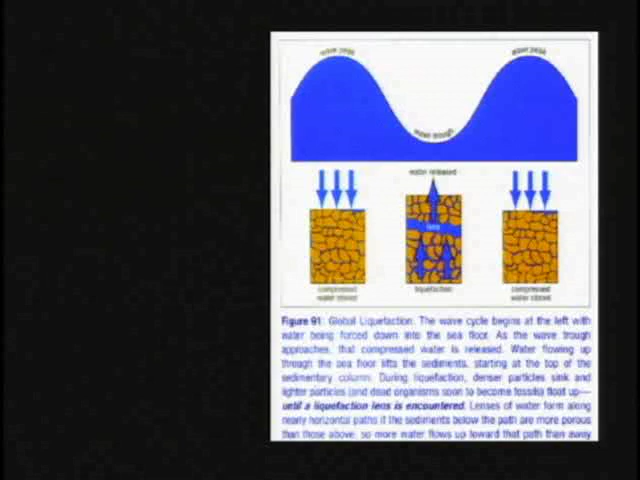 wave peak
wave peak
wave trough
water released
lens
compressed
water stored
liquefaction
compressed
water stored
Figure 91: Global Liquefaction. The wave cycle begins at the left with
water being forced down into the sea floor. As the wave trough
approaches, that compressed water is released. Water flowing up
through the sea floor lifts the sediments, starting at the top of the
sedimentary column. During liquefaction, denser particles sink and
lighter particles (and dead organisms soon to become fossils) float up—
until a liquefaction lens is encountered. Lenses of water form along
nearly horizontal paths if the sediments below the path are more porous
than those above, so more water flows up toward that path than away